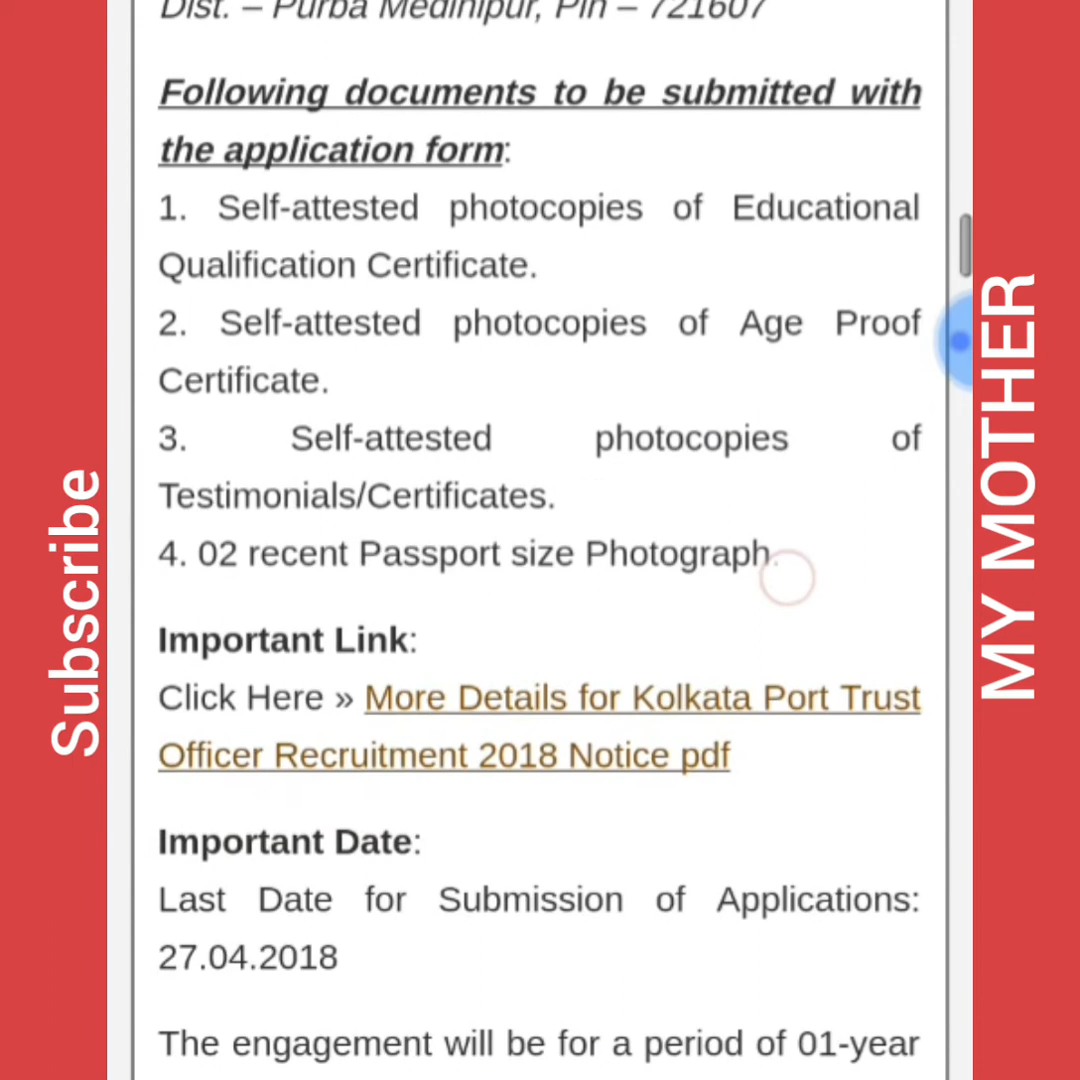 Dist. – Purba Medinipur, Pin – 721607
Following documents to be submitted with
the application form:
1. Self-attested photocopies of Educational
Qualification Certificate.
2. Self-attested photocopies of Age Proof
Certificate.
3. Self-attested photocopies of
Testimonials/Certificates.
4. 02 recent Passport size Photograph.
Important Link:
Click Here » More Details for Kolkata Port Trust
Officer Recruitment 2018 Notice pdf
Important Date:
Last Date for Submission of Applications:
27.04.2018
The engagement will be for a period of 01-year
Subscribe
MY MOTHER